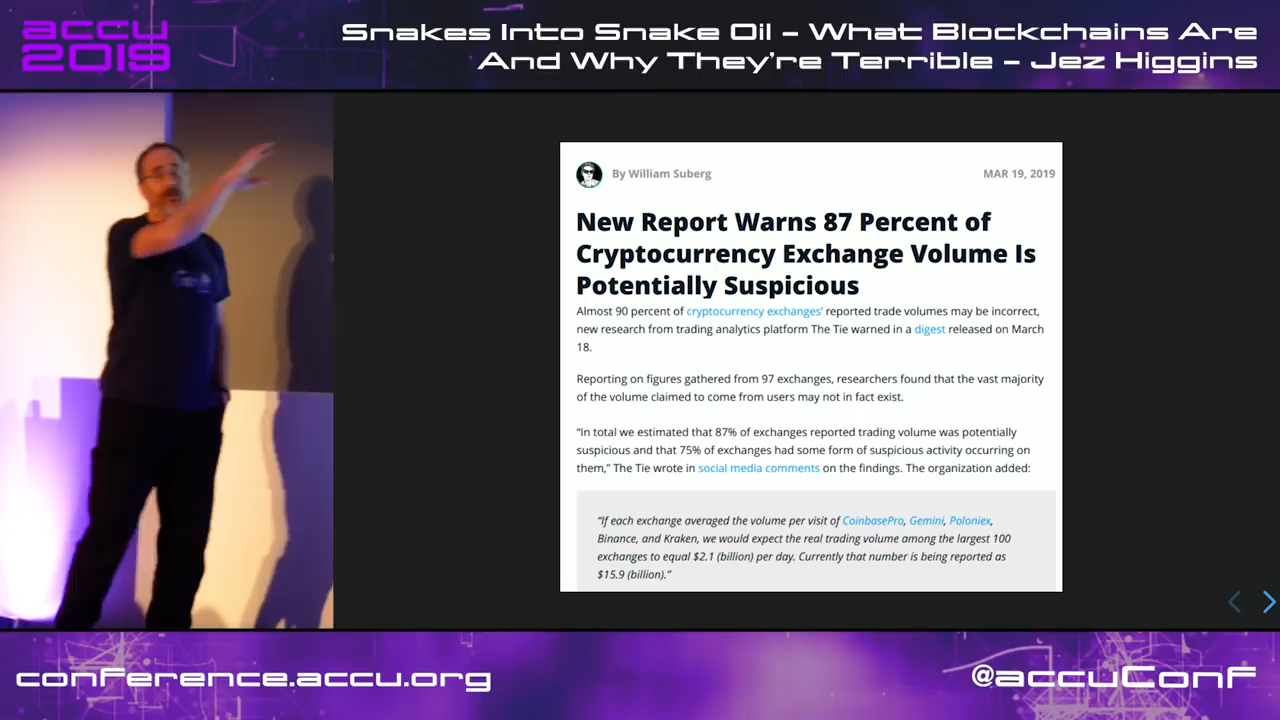 accu
2019
Snakes Into Snake Oil – What Blockchains Are
And Why They're Terrible – Jez Higgins
By William Suberg
MAR 19, 2019
New Report Warns 87 Percent of
Cryptocurrency Exchange Volume Is
Potentially Suspicious
Almost 90 percent of cryptocurrency exchanges' reported trade volumes may be incorrect,
new research from trading analytics platform The Tie warned in a digest released on March
18.
Reporting on figures gathered from 97 exchanges, researchers found that the vast majority
of the volume claimed to come from users may not in fact exist.
“In total we estimated that 87% of exchanges reported trading volume was potentially
suspicious and that 75% of exchanges had some form of suspicious activity occurring on
them,” The Tie wrote in social media comments on the findings. The organization added:
“If each exchange averaged the volume per visit of CoinbasePro, Gemini, Poloniex,
Binance, and Kraken, we would expect the real trading volume among the largest 100
exchanges to equal $2.1 (billion) per day. Currently that number is being reported as
$15.9 (billion).”
conference.accu.org
@accuConf